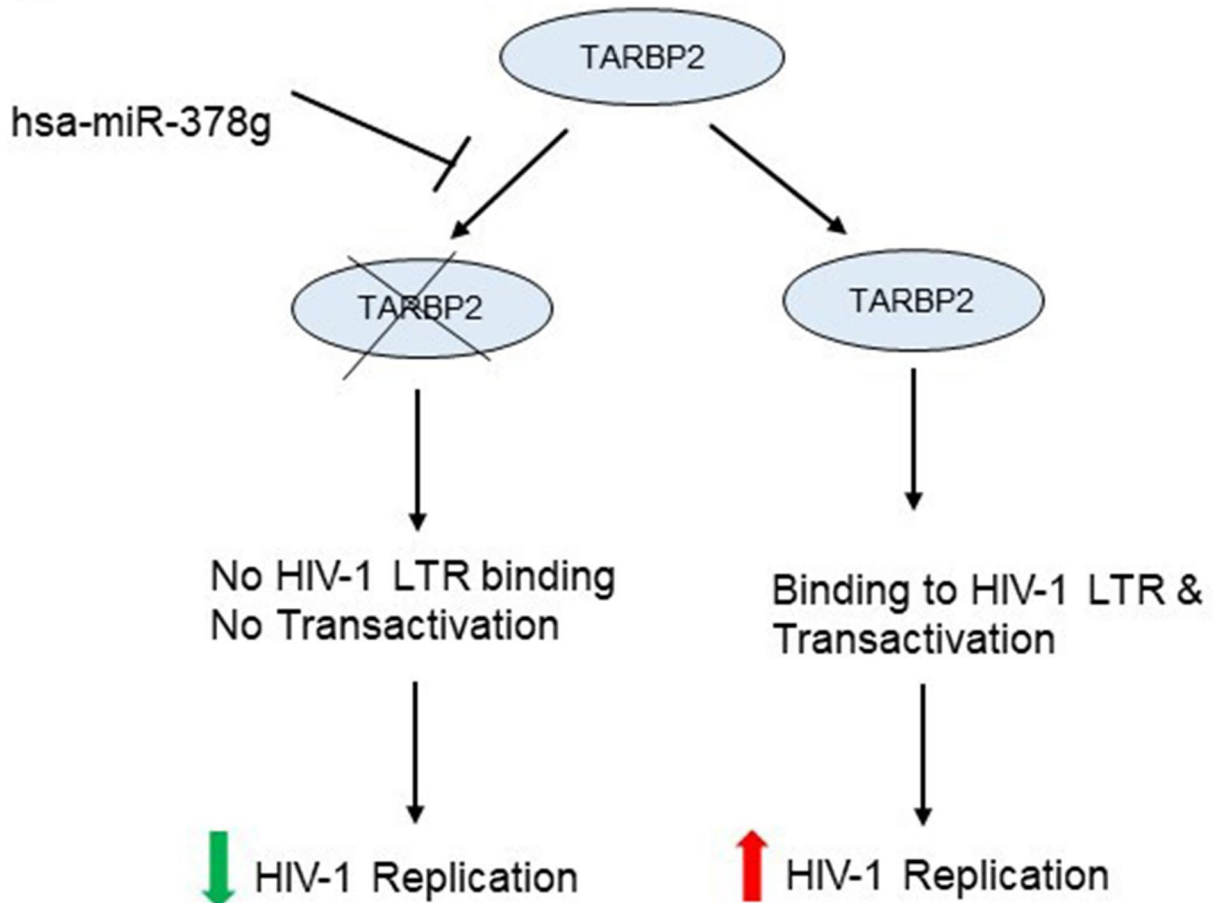 TARBP2
hsa-miR-378g
TARBP2
TARBP2
No HIV-1 LTR binding
No Transactivation
Binding to HIV-1 LTR &
Transactivation
HIV-1 Replication
HIV-1 Replication